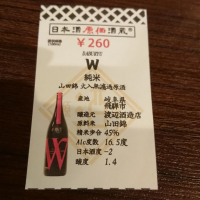 日本酒原価酒蔵
¥260
W
純米
山田錦 火入無濾過原酒
産地 岐阜県
飛騨市
醸造元 渡辺酒造店
原料米 山田錦
精米歩合 45%
Alc度数 16.5度
日本酒度 -2
酸度 1.4
W